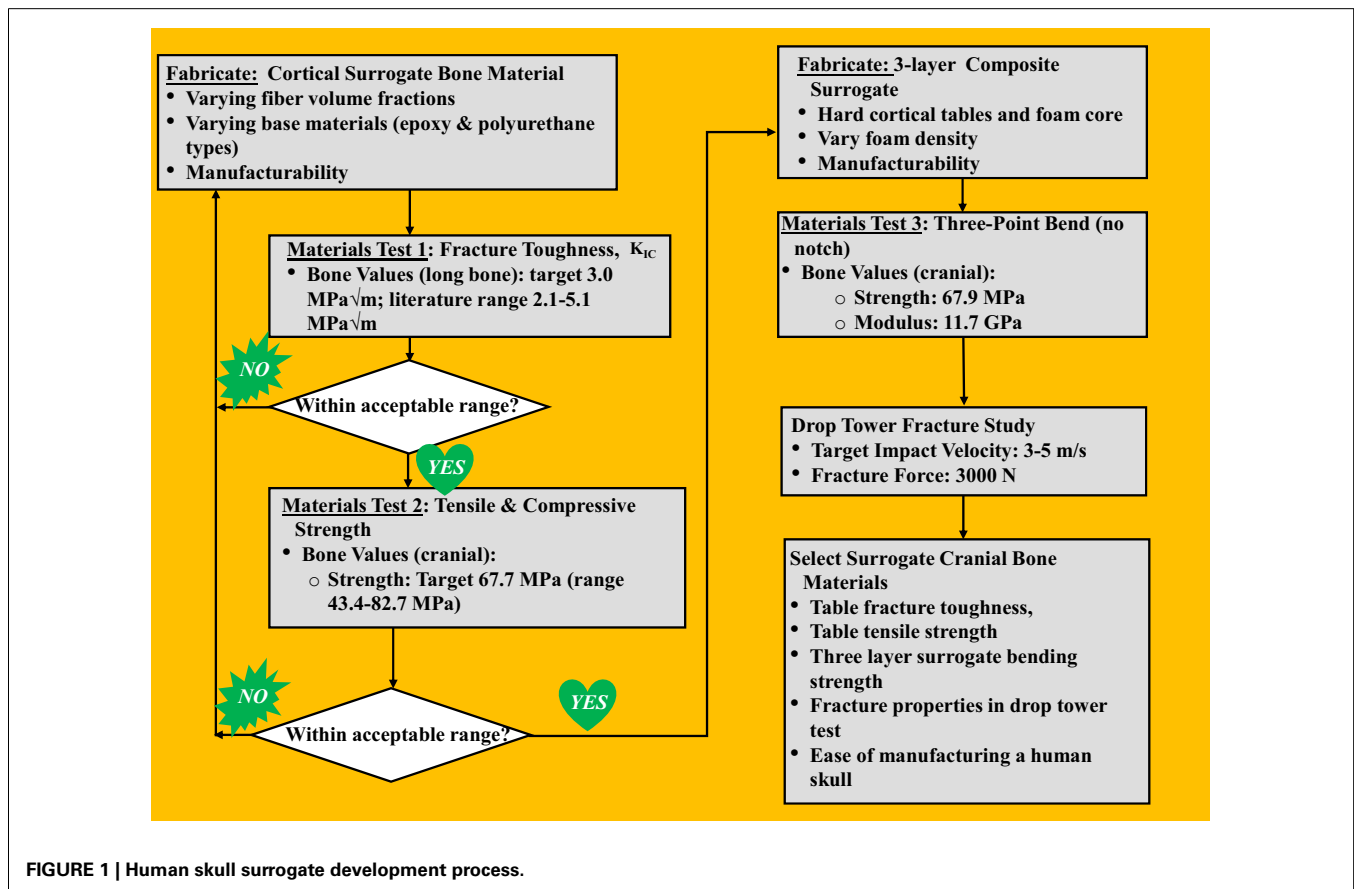 Fabricate: Cortical Surrogate Bone Material
• Varying fiber volume fractions
• Varying base materials (epoxy & polyurethane
types)
• Manufacturability
Materials Test 1: Fracture Toughness, KIC
• Bone Values (long bone): target 3.0
MPa√m; literature range 2.1-5.1
MPa√m
NO
Within acceptable range?
YES
Materials Test 2: Tensile & Compressive
Strength
• Bone Values (cranial):
o Strength: Target 67.7 MPa (range
43.4-82.7 MPa)
NO
Within acceptable range?
YES
Fabricate: 3-layer Composite
Surrogate
• Hard cortical tables and foam core
• Vary foam density
• Manufacturability
Materials Test 3: Three-Point Bend (no
notch)
• Bone Values (cranial):
o Strength: 67.9 MPa
o Modulus: 11.7 GPa
Drop Tower Fracture Study
• Target Impact Velocity: 3-5 m/s
• Fracture Force: 3000 N
Select Surrogate Cranial Bone
Materials
• Table fracture toughness,
• Table tensile strength
• Three layer surrogate bending
strength
• Fracture properties in drop tower
test
• Ease of manufacturing a human
skull
FIGURE 1 | Human skull surrogate development process.